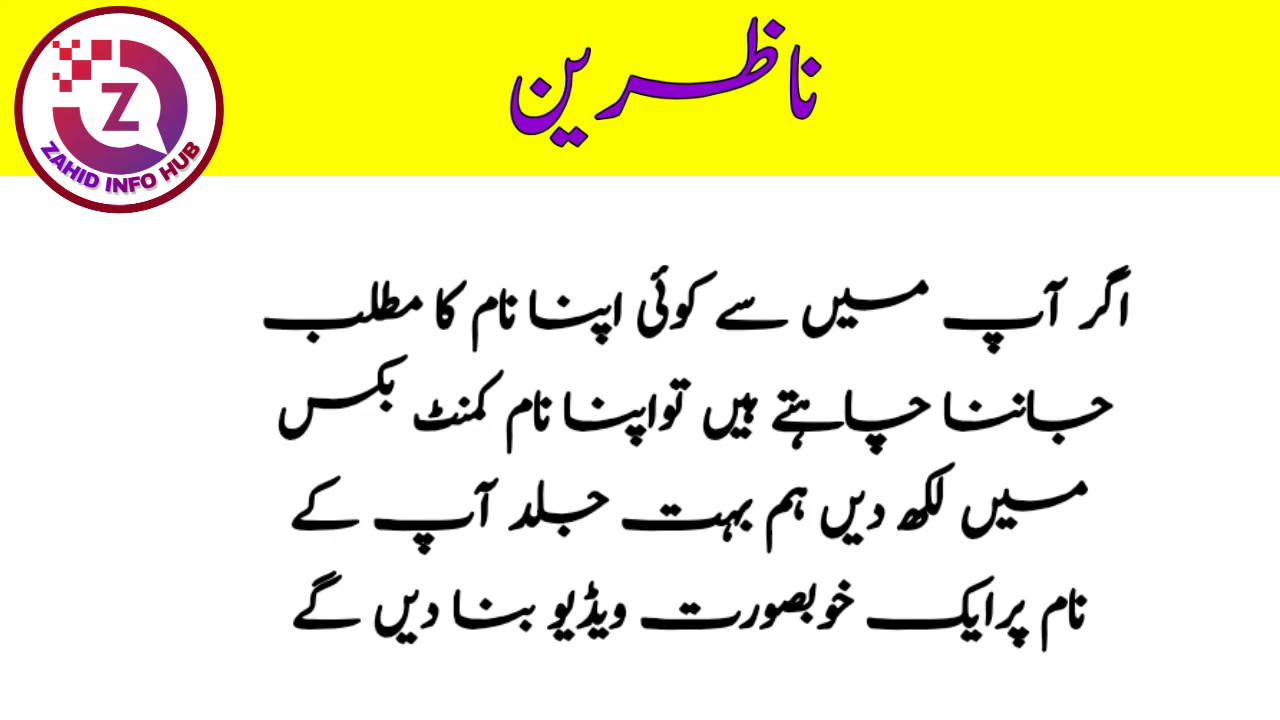 ناظرین
Z
ZAHID INFO HUB
اگر آپ میں سے کوئی اپنا نام کا مطلب
جاننا چاہتے ہیں تو اپنا نام کمنٹ بکس
میں لکھ دیں ہم بہت جلد آپ کے
نام پر ایک خوبصورت ویڈیو بنا دیں گے